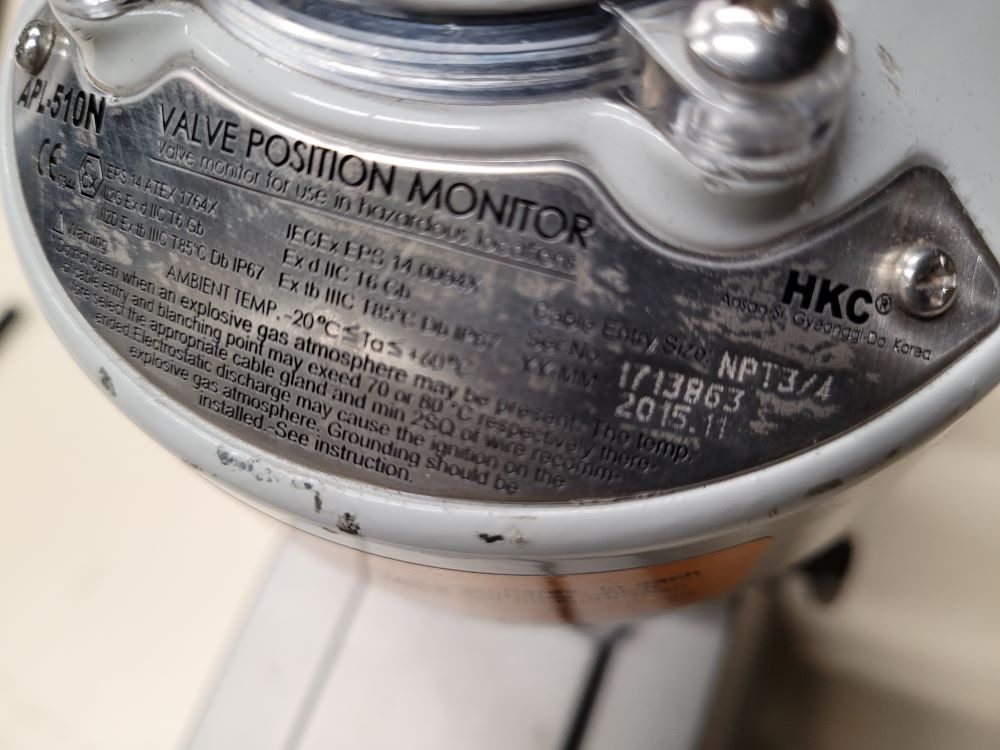 APL-510N
VALVE POSITION MONITOR
Valve monitor for use in hazardous locations
CE
Ex
EPS 14 ATEX 1764X
II2G Ex d IIC T6 Gb
II2D Ex tb IIIC T85°C Db IP67
IECEx EPS 14.0094X
Ex d IIC T6 Gb
Ex tb IIIC T85°C Db IP67
AMBIENT TEMP. -20°C ≤ Ta ≤ +60°C
Cable Entry Size NPT3/4
Ser. No. 1713863
YY.MM. 2015.11
HKC®
Ansan-Si, Gyeonggi-Do, Korea
Warning
-Do not open when an explosive gas atmosphere may be present. The temp.
of cable entry and blanching point may exceed 70 or 80 °C respectively there-
fore select the appropriate cable gland and min 2SQ of wire recomm-
ended.Electrostatic discharge may cause the ignition on the
explosive gas atmosphere. Grounding should be
installed.-See instruction.